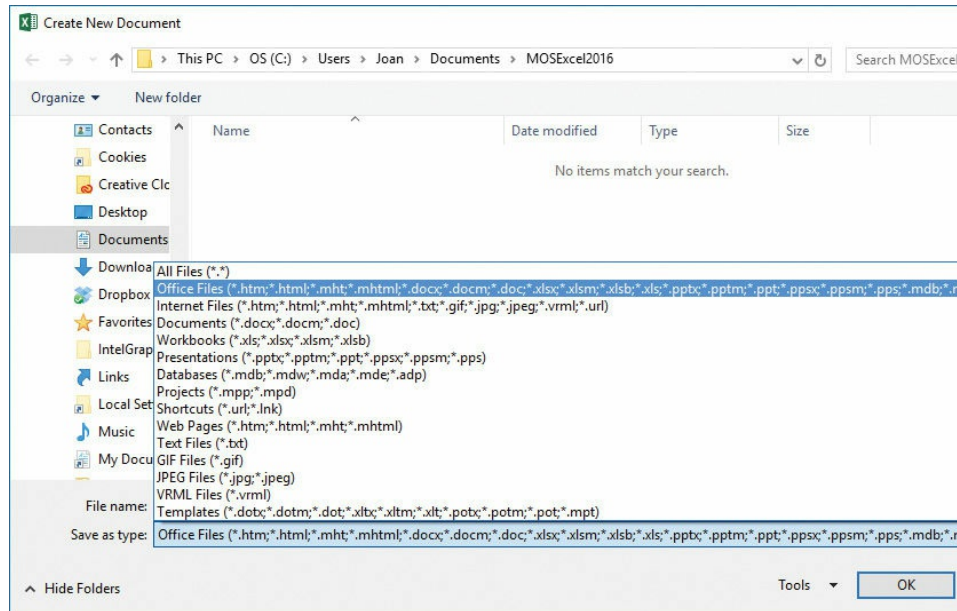 Create New Document
This PC > OS (C:) > Users > Joan > Documents > MOSExcel2016
Search MOSExcel
Organize
New folder
Name
Date modified
Type
Size
No items match your search.
Contacts
Cookies
Creative Clo
Desktop
Documents
Downloa
Dropbox
Favorites
IntelGrap
Links
Local Set
Music
My Docu
All Files (*.*)
Office Files (*.htm;*.html;*.mht;*.mhtml;*.docx;*.docm;*.doc;*.xlsx;*.xlsm;*.xlsb;*.xls;*.pptx;*.pptm;*.ppt;*.ppsx;*.ppsm;*.pps;*.mdb;*.m
Internet Files (*.htm;*.html;*.mht;*.mhtml;*.txt;*.gif;*.jpg;*.jpeg;*.vrml;*.url)
Documents (*.docx;*.docm;*.doc)
Workbooks (*.xls;*.xlsx;*.xlsm;*.xlsb)
Presentations (*.pptx;*.pptm;*.ppt;*.ppsx;*.ppsm;*.pps)
Databases (*.mdb;*.mdw;*.mda;*.mde;*.adp)
Projects (*.mpp;*.mpd)
Shortcuts (*.url;*.lnk)
Web Pages (*.htm;*.html;*.mht;*.mhtml)
Text Files (*.txt)
GIF Files (*.gif)
JPEG Files (*.jpg;*.jpeg)
VRML Files (*.vrml)
Templates (*.dotx;*.dotm;*.dot;*.xltx;*.xltm;*.xlt;*.potx;*.potm;*.pot;*.mpt)
File name:
Save as type: Office Files (*.htm;*.html;*.mht;*.mhtml;*.docx;*.docm;*.doc;*.xlsx;*.xlsm;*.xlsb;*.xls;*.pptx;*.pptm;*.ppt;*.ppsx;*.ppsm;*.pps;*.mdb;*.m
Hide Folders
Tools
OK